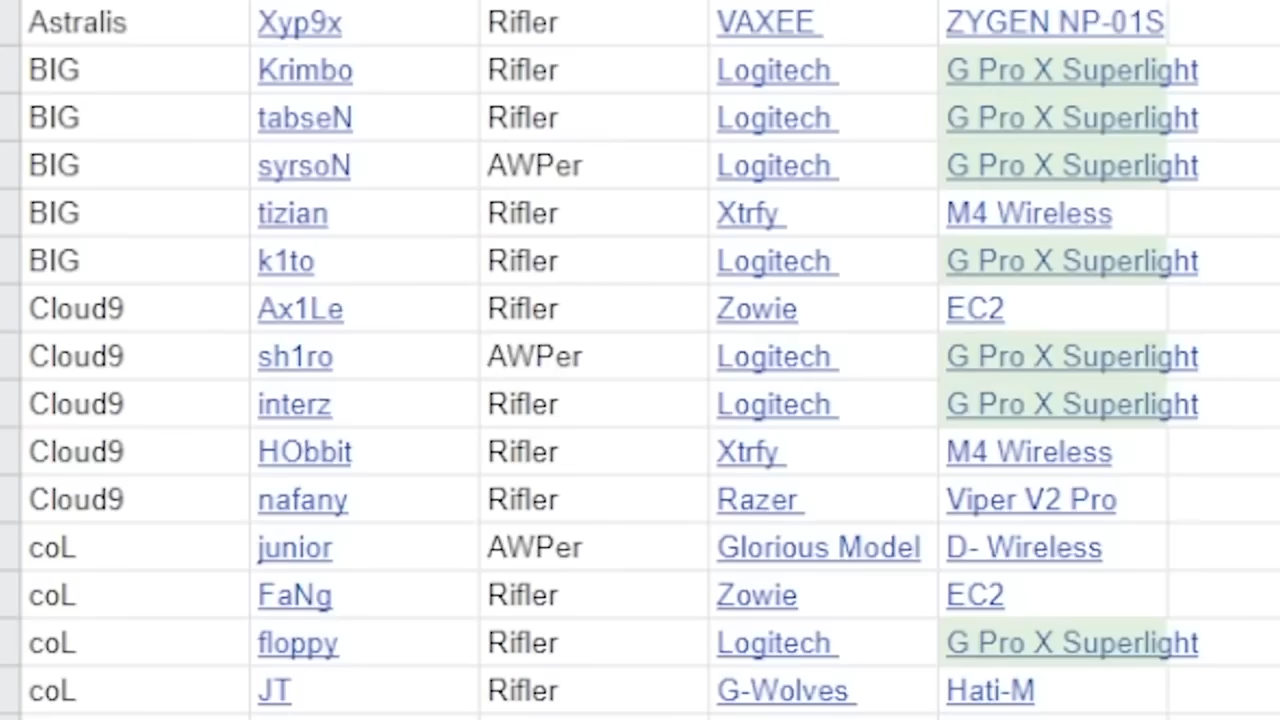 Astralis Xyp9x Rifler VAXEE ZYGEN NP-01S
BIG Krimbo Rifler Logitech G Pro X Superlight
BIG tabseN Rifler Logitech G Pro X Superlight
BIG syrsoN AWPer Logitech G Pro X Superlight
BIG tizian Rifler Xtrfy M4 Wireless
BIG k1to Rifler Logitech G Pro X Superlight
Cloud9 Ax1Le Rifler Zowie EC2
Cloud9 sh1ro AWPer Logitech G Pro X Superlight
Cloud9 interz Rifler Logitech G Pro X Superlight
Cloud9 HObbit Rifler Xtrfy M4 Wireless
Cloud9 nafany Rifler Razer Viper V2 Pro
coL junior AWPer Glorious Model D- Wireless
coL FaNg Rifler Zowie EC2
coL floppy Rifler Logitech G Pro X Superlight
coL JT Rifler G-Wolves Hati-M